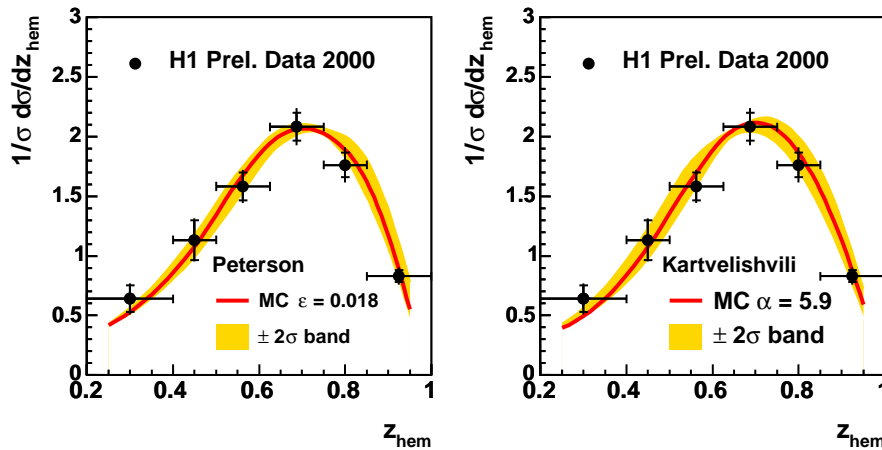 1/σ dσ/dz_hem
3
2.5
2
1.5
1
0.5
0
H1 Prel. Data 2000
Peterson
MC ε = 0.018
± 2σ band
0.2 0.4 0.6 0.8 1
z_hem
1/σ dσ/dz_hem
3
2.5
2
1.5
1
0.5
0
H1 Prel. Data 2000
Kartvelishvili
MC α = 5.9
± 2σ band
0.2 0.4 0.6 0.8 1
z_hem